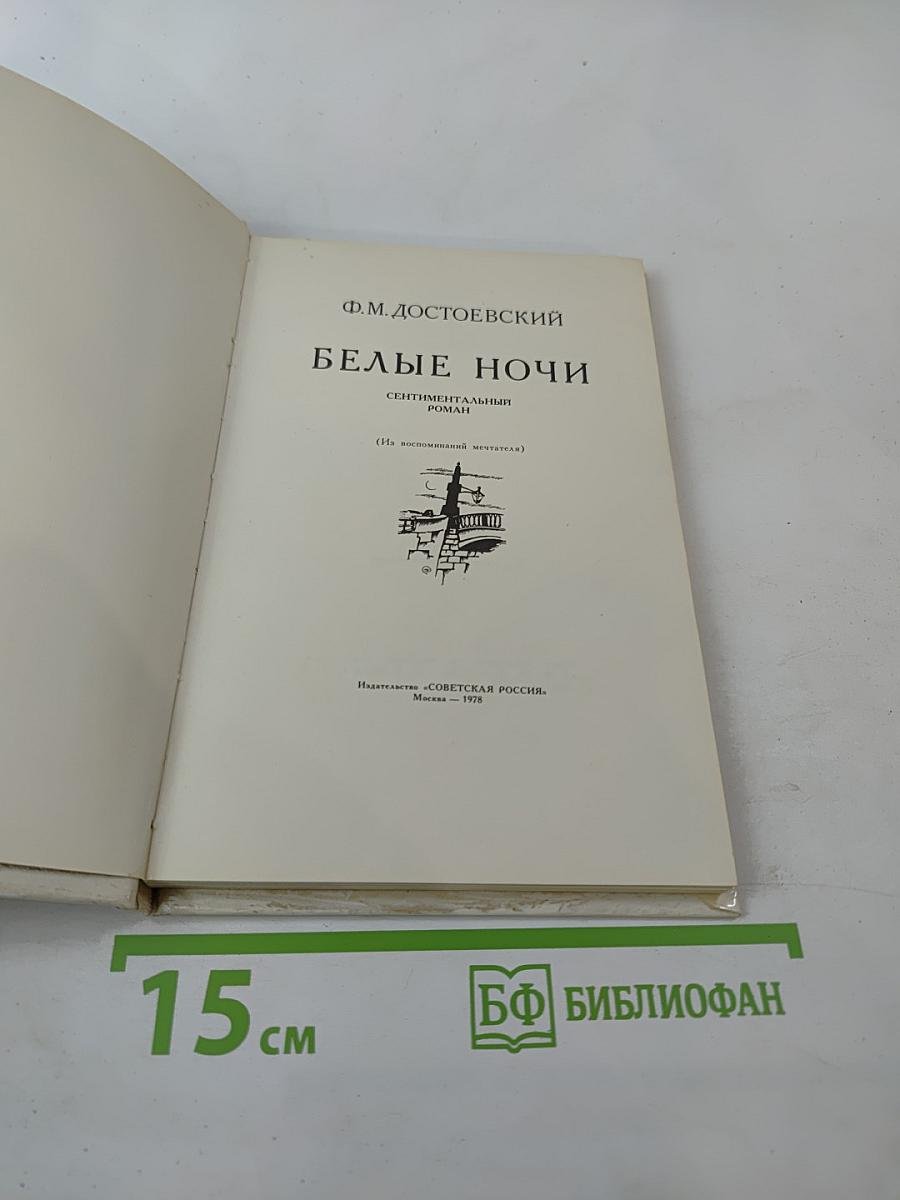 Ф. М. ДОСТОЕВСКИЙ
БЕЛЫЕ НОЧИ
СЕНТИМЕНТАЛЬНЫЙ
РОМАН
(Из воспоминаний мечтателя)
Издательство «СОВЕТСКАЯ РОССИЯ»
Москва — 1978
15 см
БФ БИБЛИОФАН